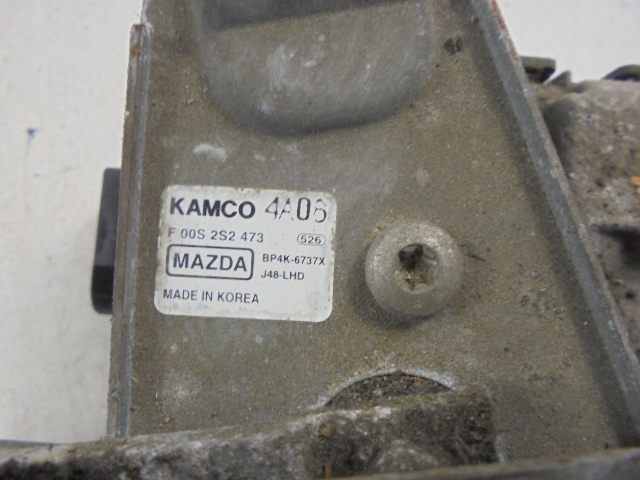 KAMCO 4A06
F 00S 2S2 473 526
MAZDA BP4K-6737X
J48-LHD
MADE IN KOREA